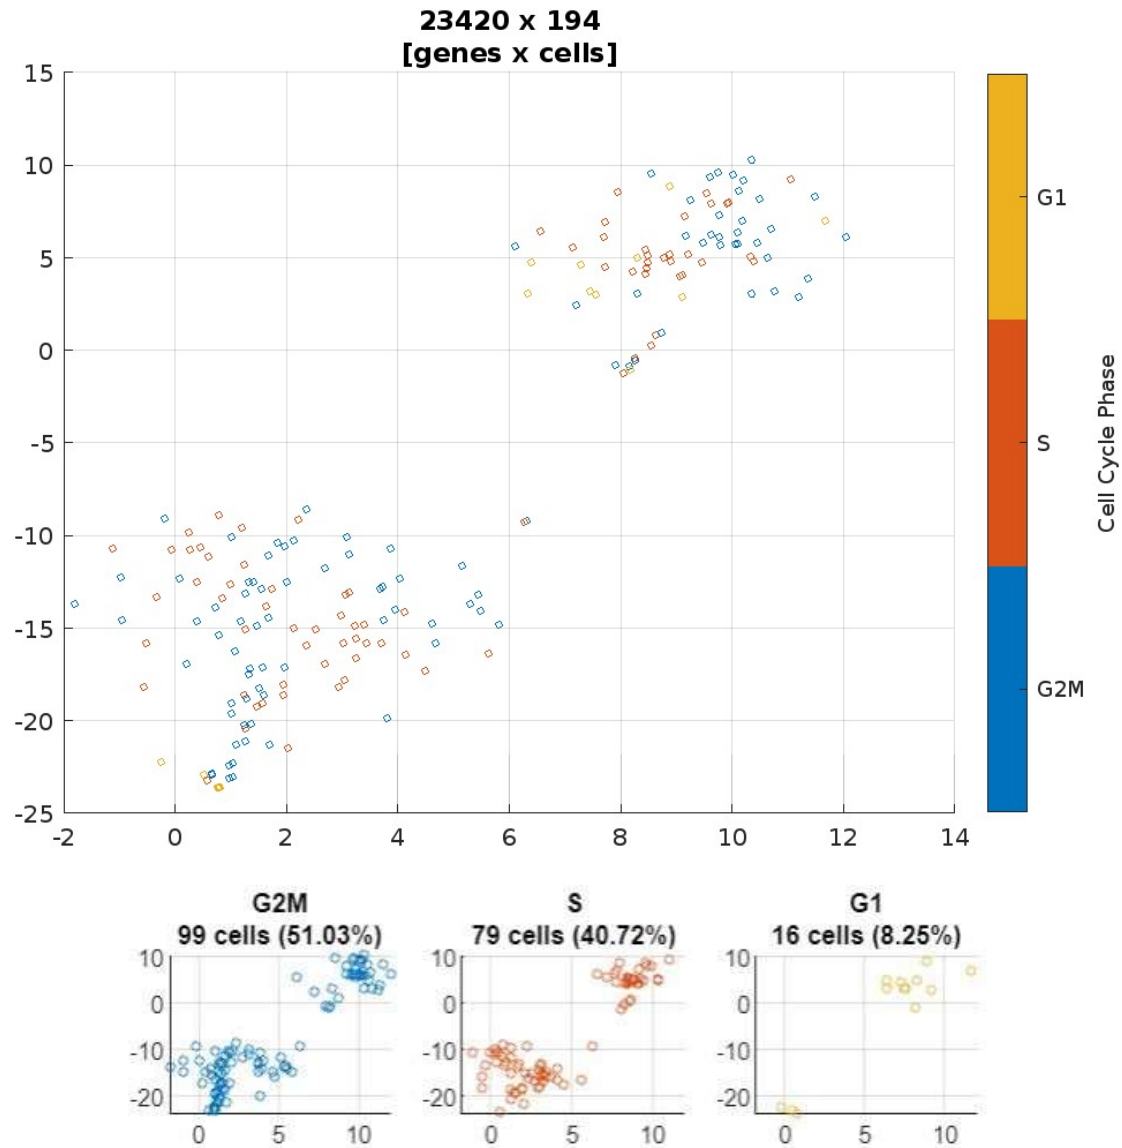 23420 x 194
[genes x cells]
15
10
5
0
-5
-10
-15
-20
-25
-2 0 2 4 6 8 10 12 14
G1
S
G2M
Cell Cycle Phase
G2M
99 cells (51.03%)
10
0
-10
-20
0 5 10
S
79 cells (40.72%)
10
0
-10
-20
0 5 10
G1
16 cells (8.25%)
10
0
-10
-20
0 5 10